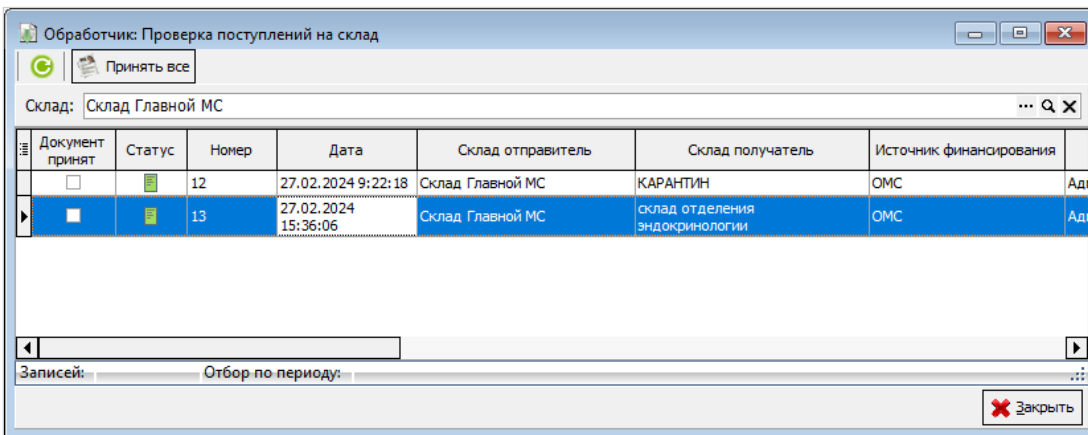 Обработчик: Проверка поступлений на склад
Принять все
Склад: Склад Главной МС
Документ принят Статус Номер Дата Склад отправитель Склад получатель Источник финансирования
12 27.02.2024 9:22:18 Склад Главной МС КАРАНТИН ОМС
13 27.02.2024 15:36:06 Склад Главной МС склад отделения эндокринологии ОМС
Записей: Отбор по периоду:
Закрыть